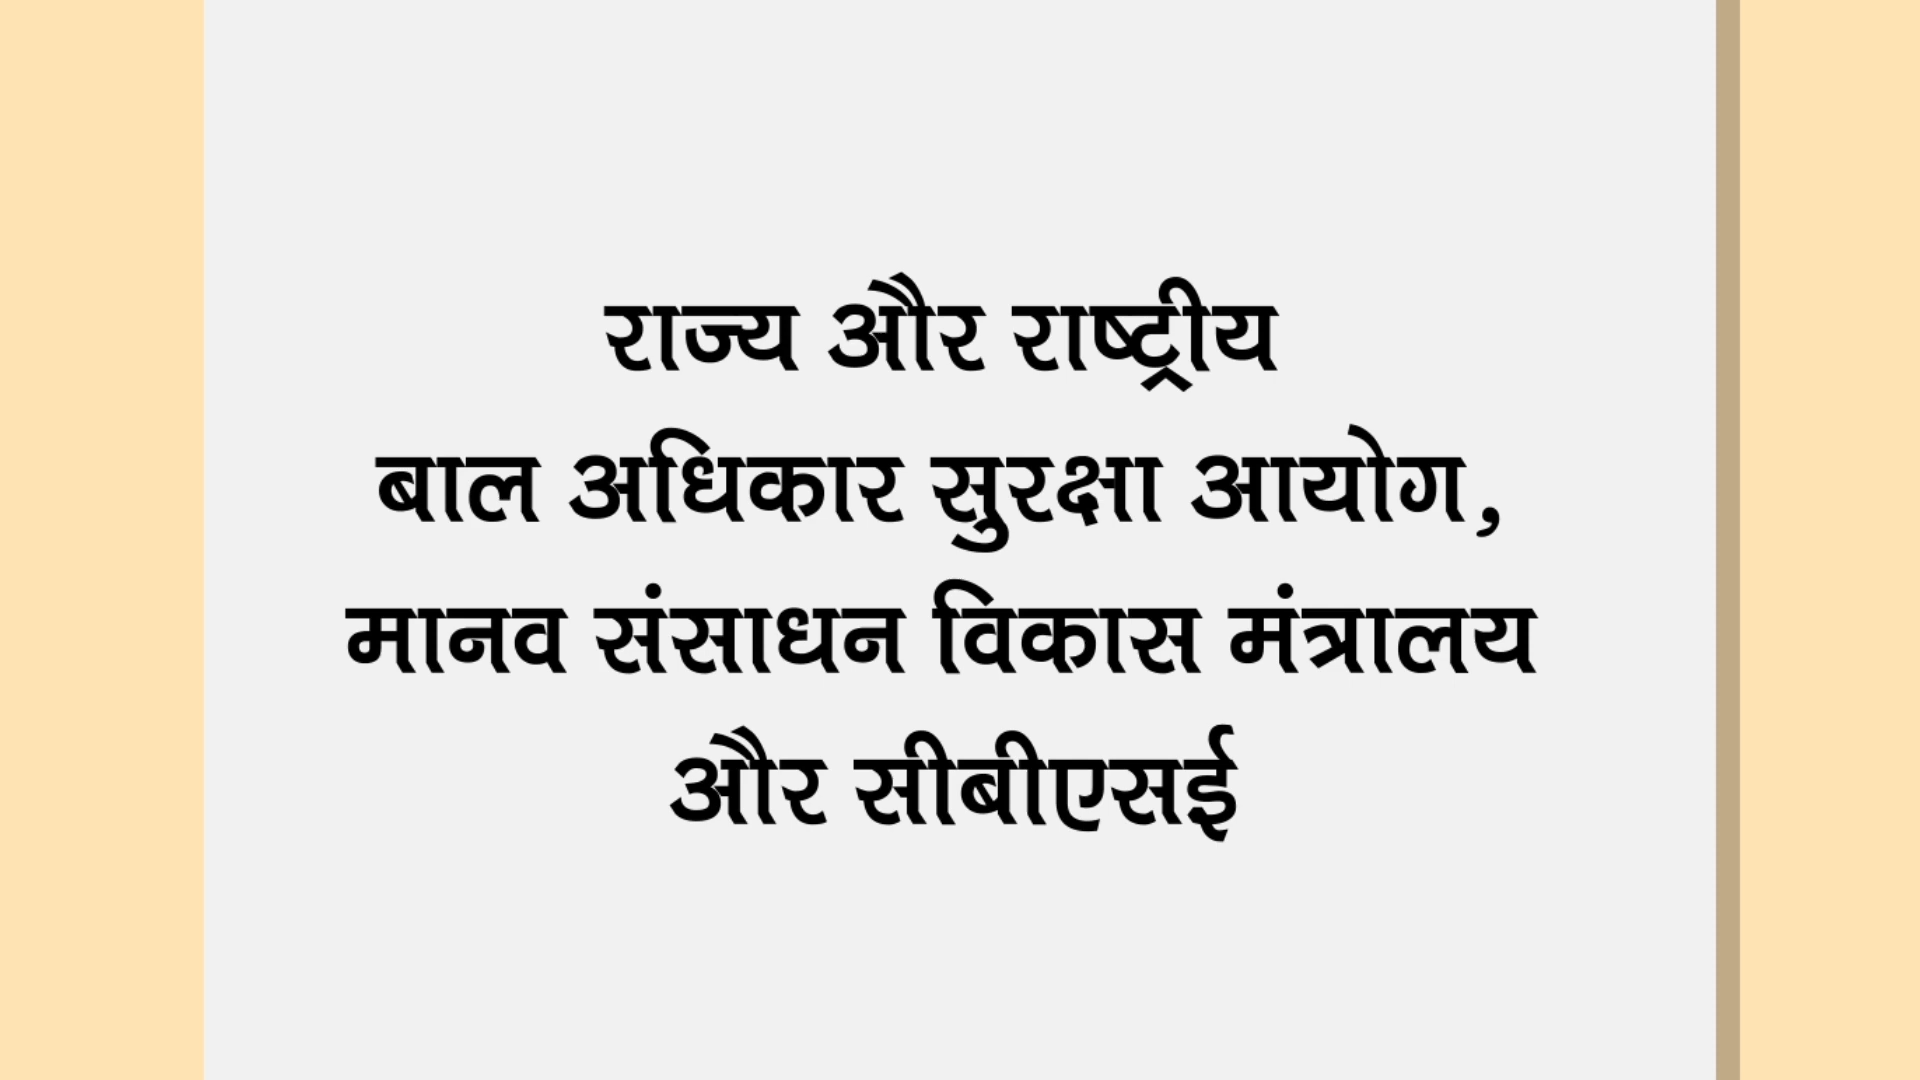 राज्य और राष्ट्रीय
बाल अधिकार सुरक्षा आयोग,
मानव संसाधन विकास मंत्रालय
और सीबीएसई